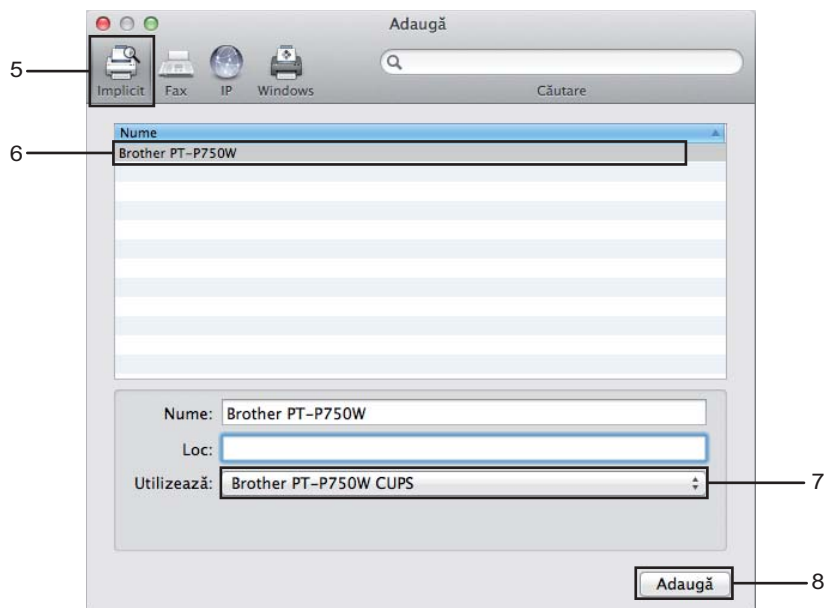 Adaugă
5
Implicit Fax IP Windows
Căutare
Nume
6
Brother PT-P750W
Nume: Brother PT-P750W
Loc:
Utilizează: Brother PT-P750W CUPS
7
Adaugă
8